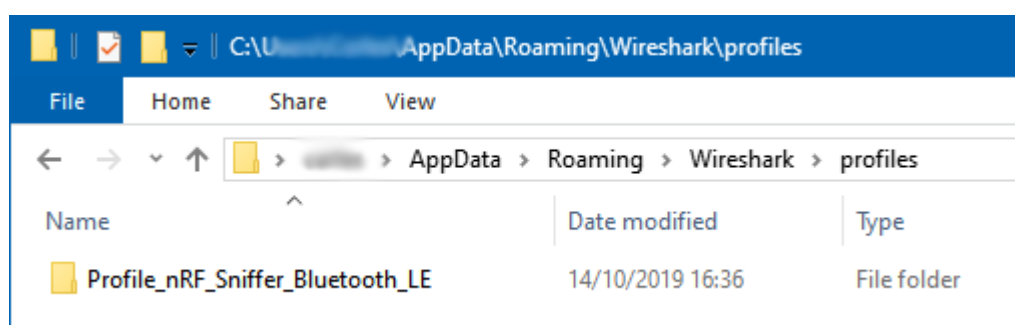 C:\U AppData\Roaming\Wireshark\profiles
File Home Share View
> > AppData > Roaming > Wireshark > profiles
Name Date modified Type
Profile_nRF_Sniffer_Bluetooth_LE 14/10/2019 16:36 File folder